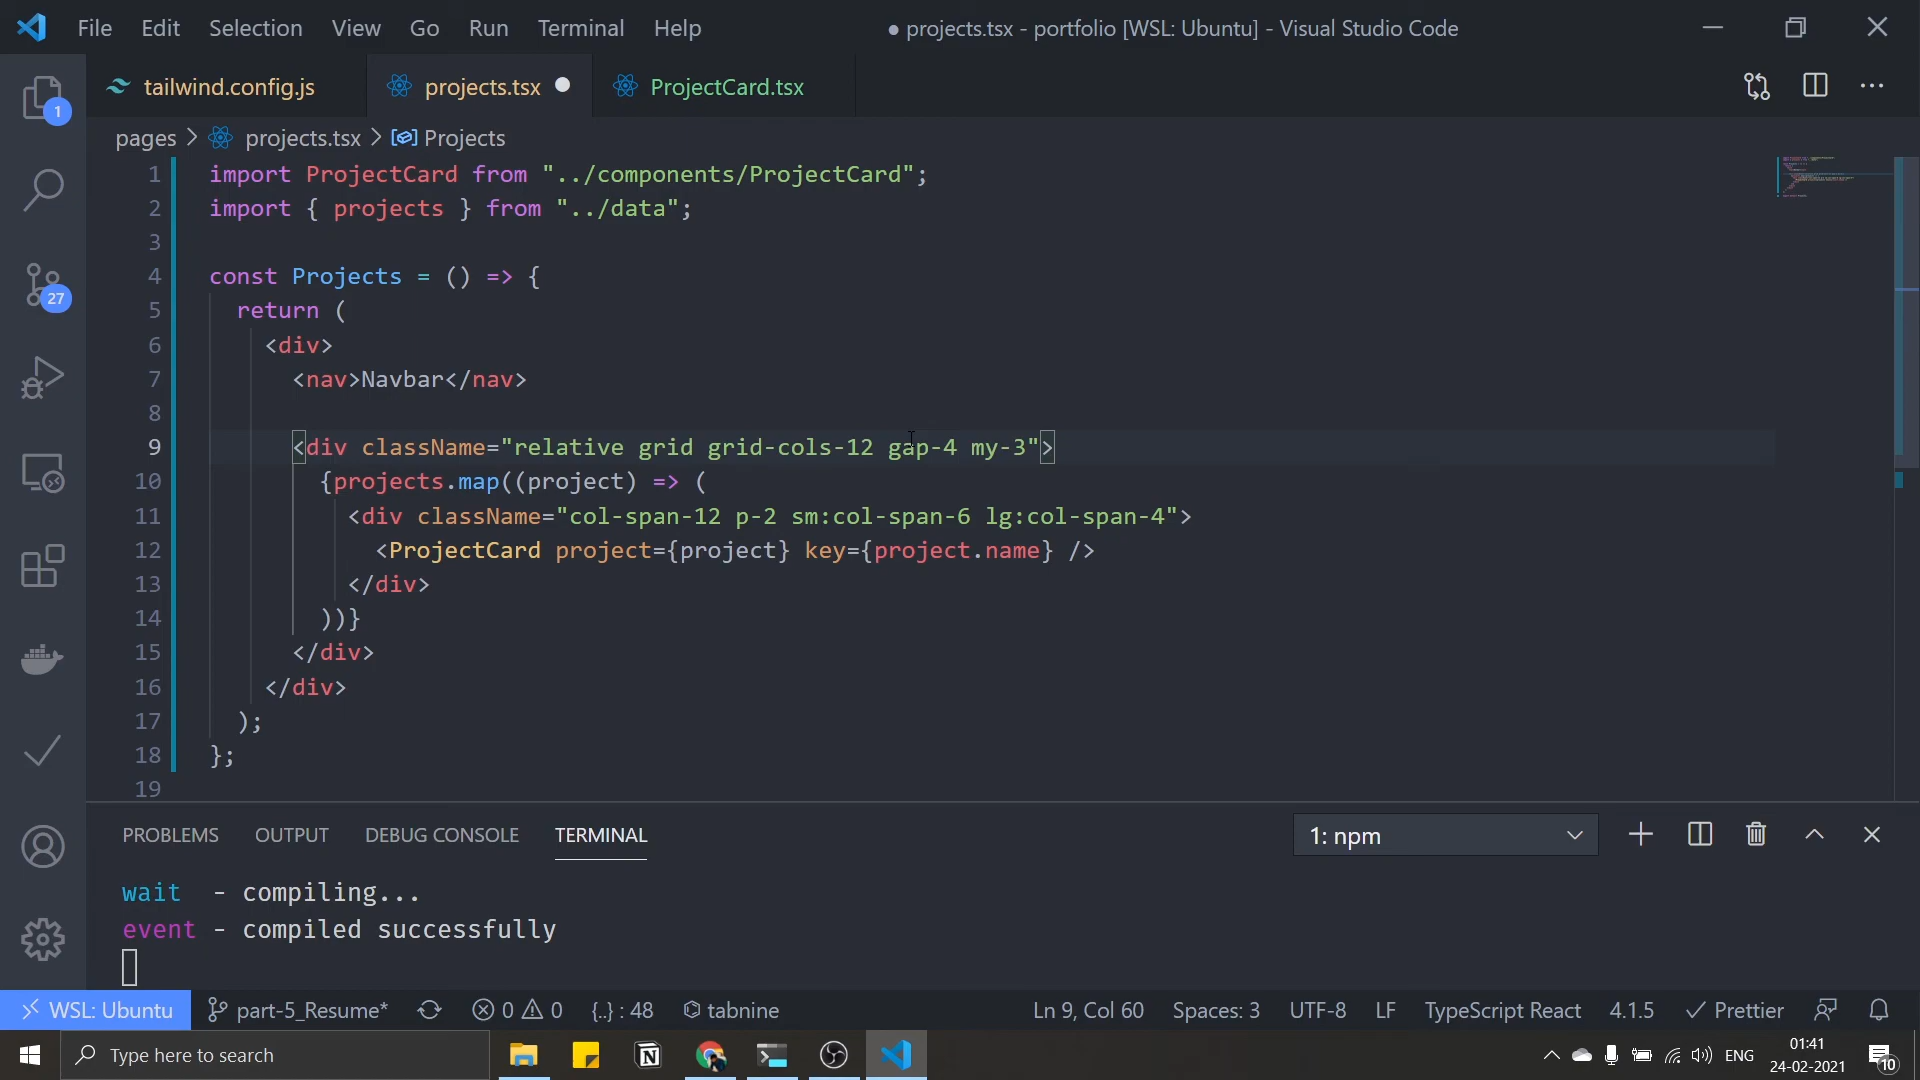 File Edit Selection View Go Run Terminal Help ● projects.tsx - portfolio [WSL: Ubuntu] - Visual Studio Code
tailwind.config.js projects.tsx ProjectCard.tsx
1
pages > projects.tsx > Projects
1 import ProjectCard from "../components/ProjectCard";
2 import { projects } from "../data";
3
4 const Projects = () => {
27
5 return (
6 <div>
7 <nav>Navbar</nav>
8
9 <div className="relative grid grid-cols-12 gap-4 my-3">
10 {projects.map((project) => (
11 <div className="col-span-12 p-2 sm:col-span-6 lg:col-span-4">
12 <ProjectCard project={project} key={project.name} />
13 </div>
14 ))}
15 </div>
16 </div>
17 );
18 };
19
PROBLEMS OUTPUT DEBUG CONSOLE TERMINAL 1: npm
wait - compiling...
event - compiled successfully
WSL: Ubuntu part-5_Resume* 0 0 {..} : 48 tabnine Ln 9, Col 60 Spaces: 3 UTF-8 LF TypeScript React 4.1.5 Prettier
Type here to search ENG 01:41
24-02-2021 10